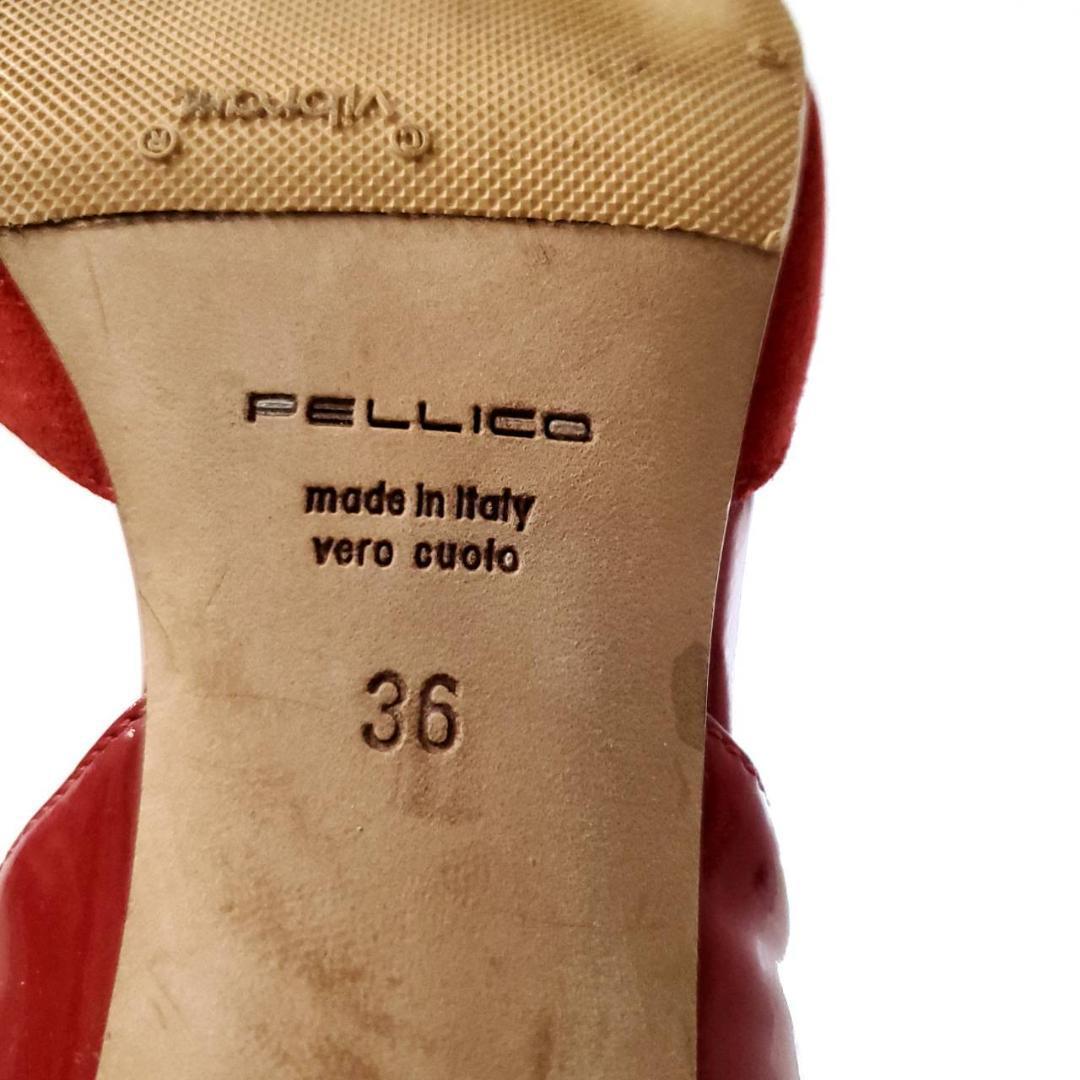 vibram
® ©
PELLICO
made in Italy
vero cuoio
36